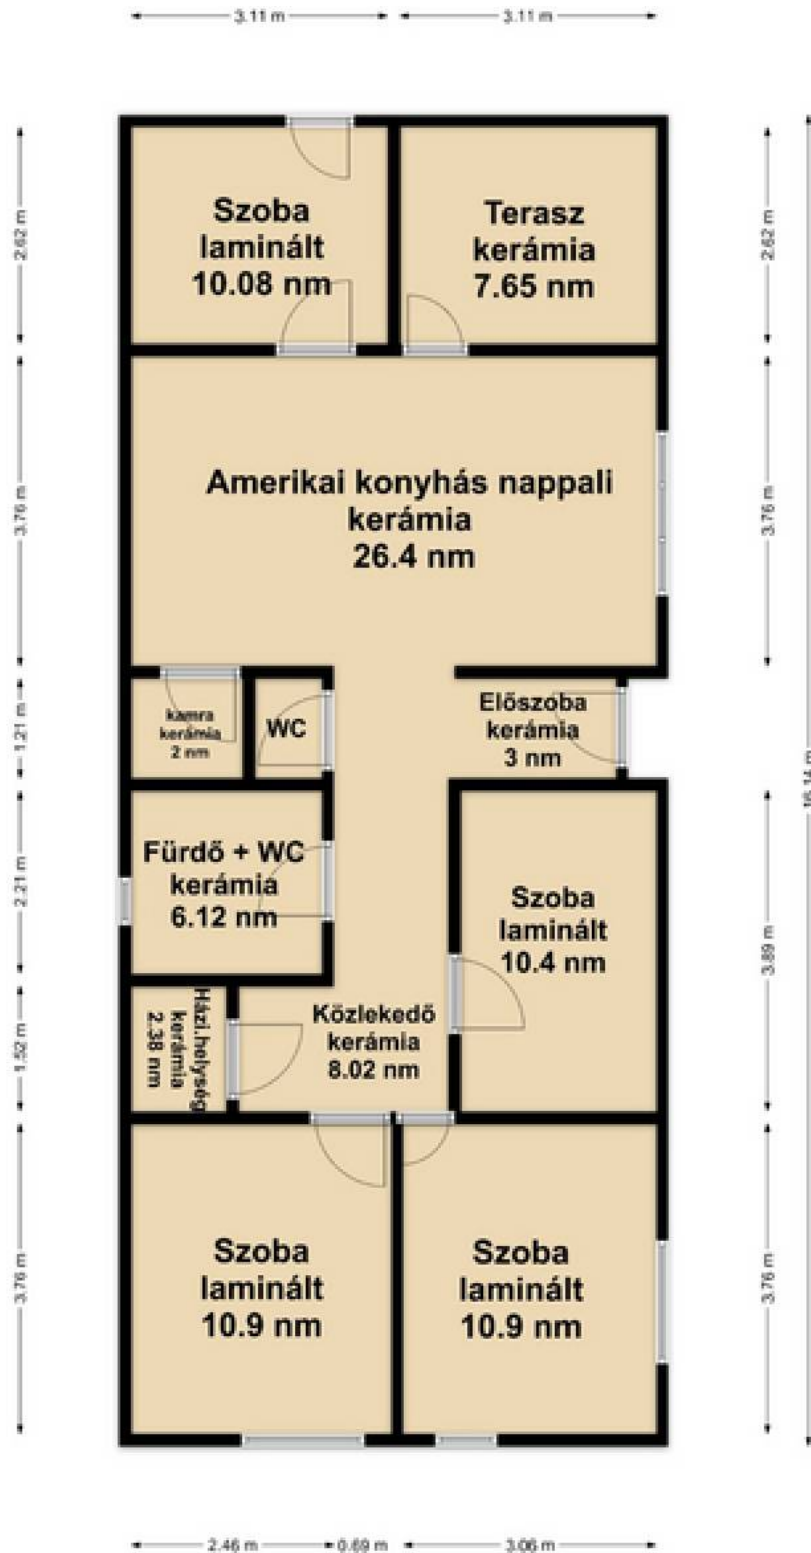 3.11 m
3.11 m
2.62 m
2.62 m
Szoba
laminált
10.08 nm
Terasz
kerámia
7.65 nm
3.76 m
3.76 m
Amerikai konyhás nappali
kerámia
26.4 nm
1.21 m
kamra
kerámia
2 nm
WC
Előszoba
kerámia
3 nm
2.21 m
Fürdő + WC
kerámia
6.12 nm
Szoba
laminált
10.4 nm
3.89 m
1.52 m
Házi.helység
kerámia
2.38 nm
Közlekedő
kerámia
8.02 nm
3.76 m
3.76 m
Szoba
laminált
10.9 nm
Szoba
laminált
10.9 nm
2.46 m
0.69 m
3.06 m